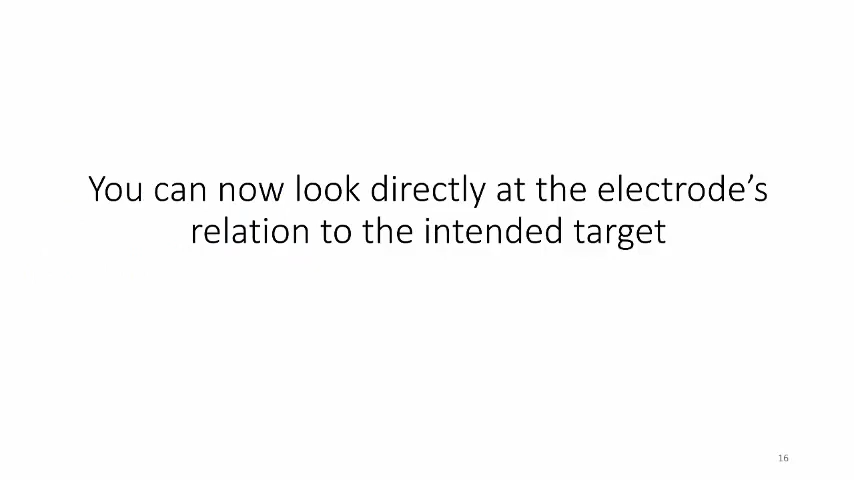 You can now look directly at the electrode’s
relation to the intended target
16